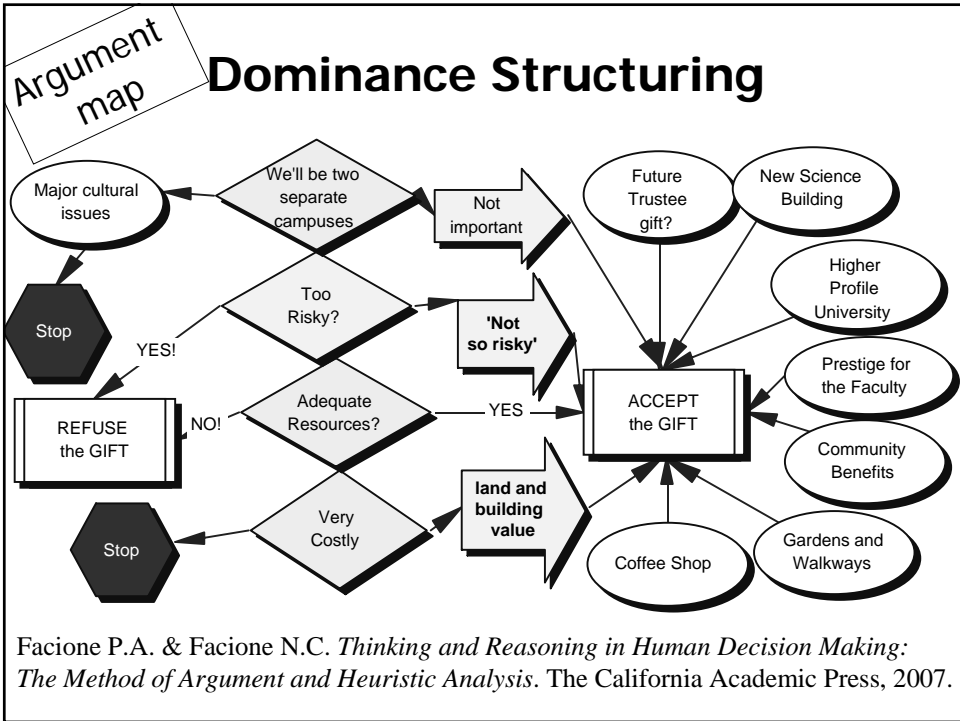 Argument
map
Dominance Structuring
Major cultural
issues
We'll be two
separate
campuses
Not
important
Future
Trustee
gift?
New Science
Building
Stop
YES!
Too
Risky?
'Not
so risky'
Higher
Profile
University
REFUSE
the GIFT
NO!
Adequate
Resources?
YES
ACCEPT
the GIFT
Prestige for
the Faculty
Community
Benefits
Stop
Very
Costly
land and
building
value
Coffee Shop
Gardens and
Walkways
Facione P.A. & Facione N.C. Thinking and Reasoning in Human Decision Making:
The Method of Argument and Heuristic Analysis. The California Academic Press, 2007.